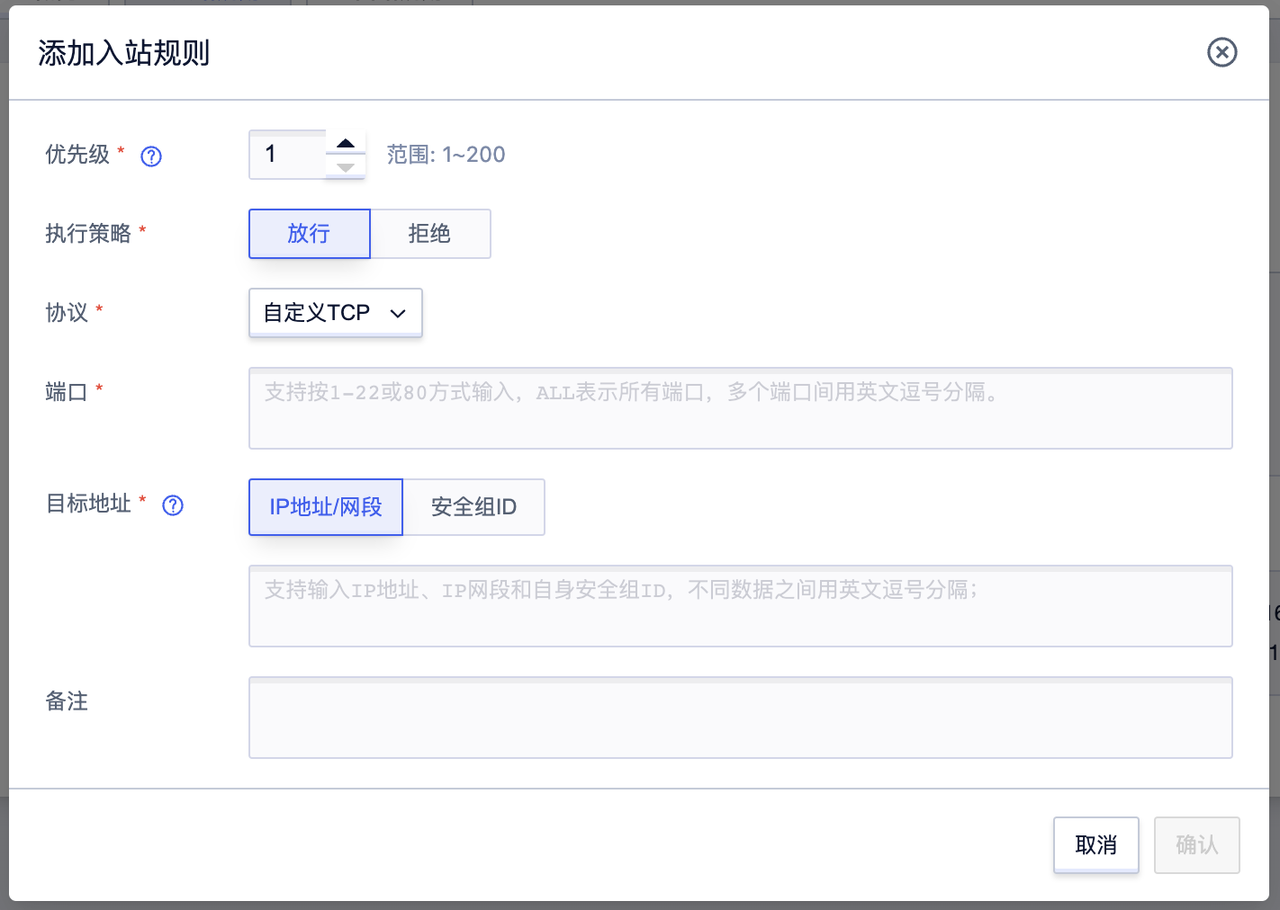 添加入站规则
优先级 * ? 1 范围: 1~200
执行策略 * 放行 拒绝
协议 * 自定义TCP
端口 * 支持按1-22或80方式输入，ALL表示所有端口，多个端口间用英文逗号分隔。
目标地址 * ? IP地址/网段 安全组ID
支持输入IP地址、IP网段和自身安全组ID，不同数据之间用英文逗号分隔；
备注
取消 确认